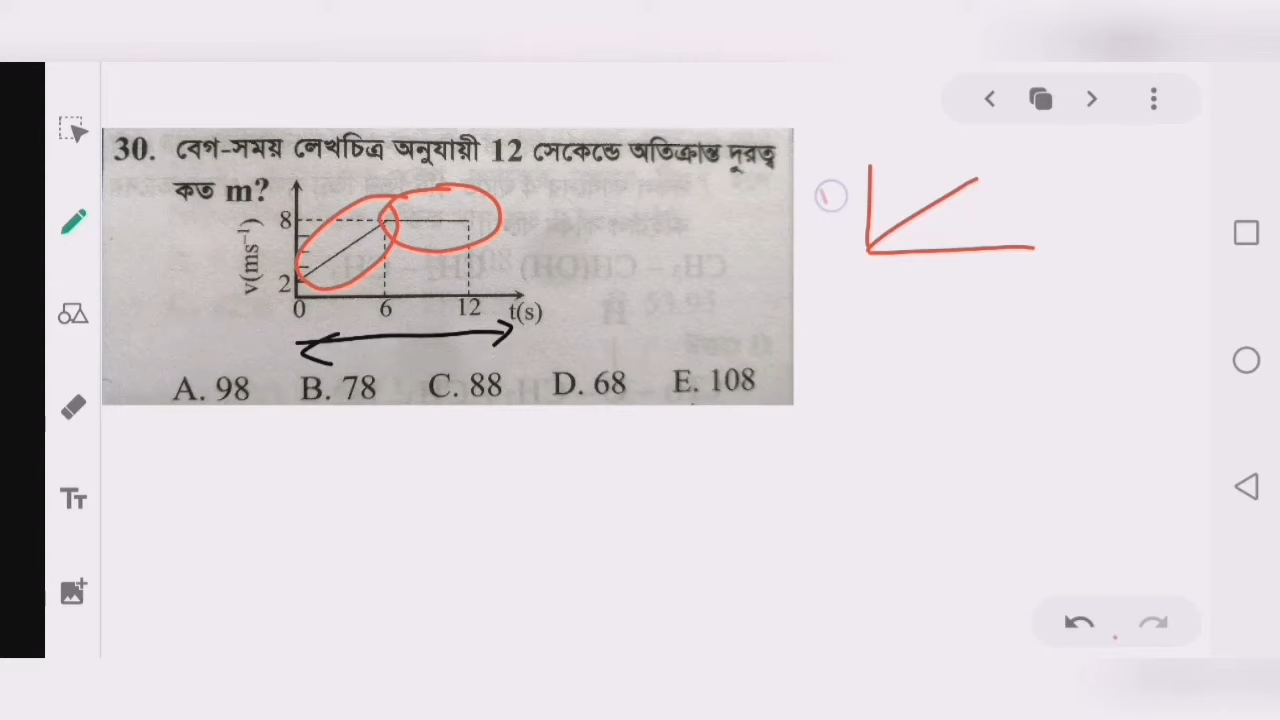 30. বেগ-সময় লেখচিত্র অনুযায়ী 12 সেকেন্ডে অতিক্রান্ত দূরত্ব
কত m?
v(ms⁻¹)
8
2
0 6 12 t(s)
A. 98 B. 78 C. 88 D. 68 E. 108
TT